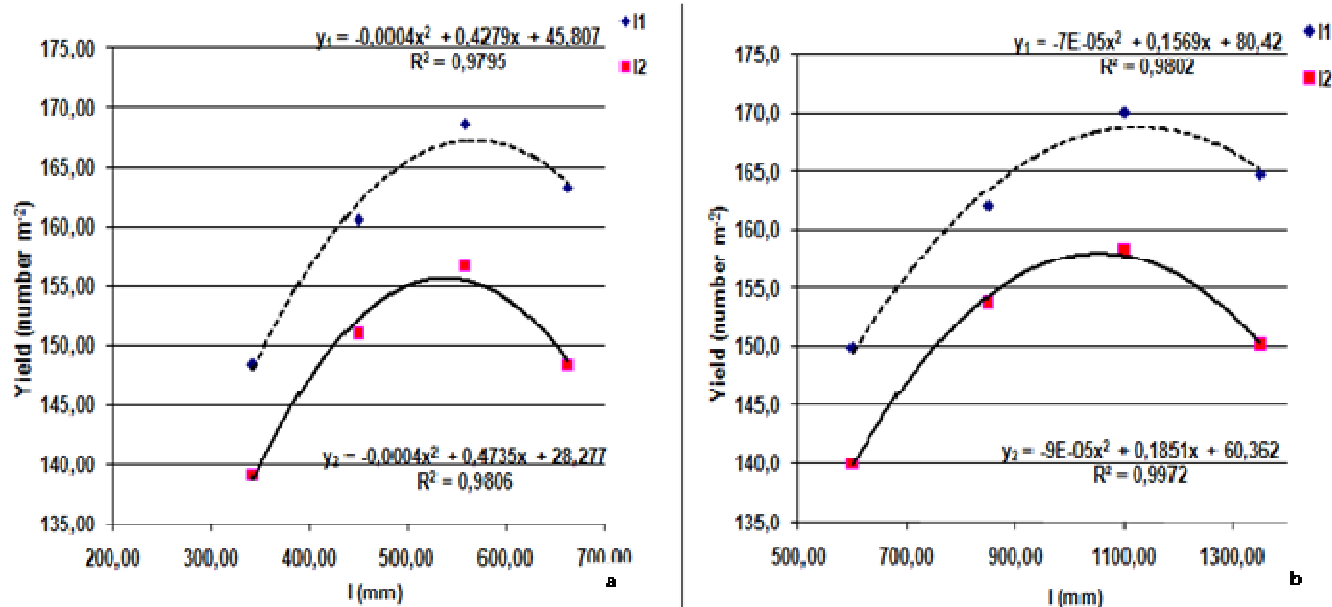 y₁ = -0,0004x² + 0,4279x + 45,807
R² = 0,9795
I1
I2
175,00
170,00
165,00
160,00
155,00
150,00
145,00
140,00
135,00
Yield (number m⁻²)
y₂ = -0,0004x² + 0,4735x + 28,277
R² = 0,9806
200,00 300,00 400,00 500,00 600,00 700,00
I (mm)
a
y₁ = -7E-05x² + 0,1569x + 80,42
R² = 0,9802
I1
I2
175,0
170,0
165,0
160,0
155,0
150,0
145,0
140,0
135,0
Yield (number m⁻²)
y₂ = -9E-05x² + 0,1851x + 60,362
R² = 0,9972
500,00 700,00 900,00 1100,00 1300,00
I (mm)
b